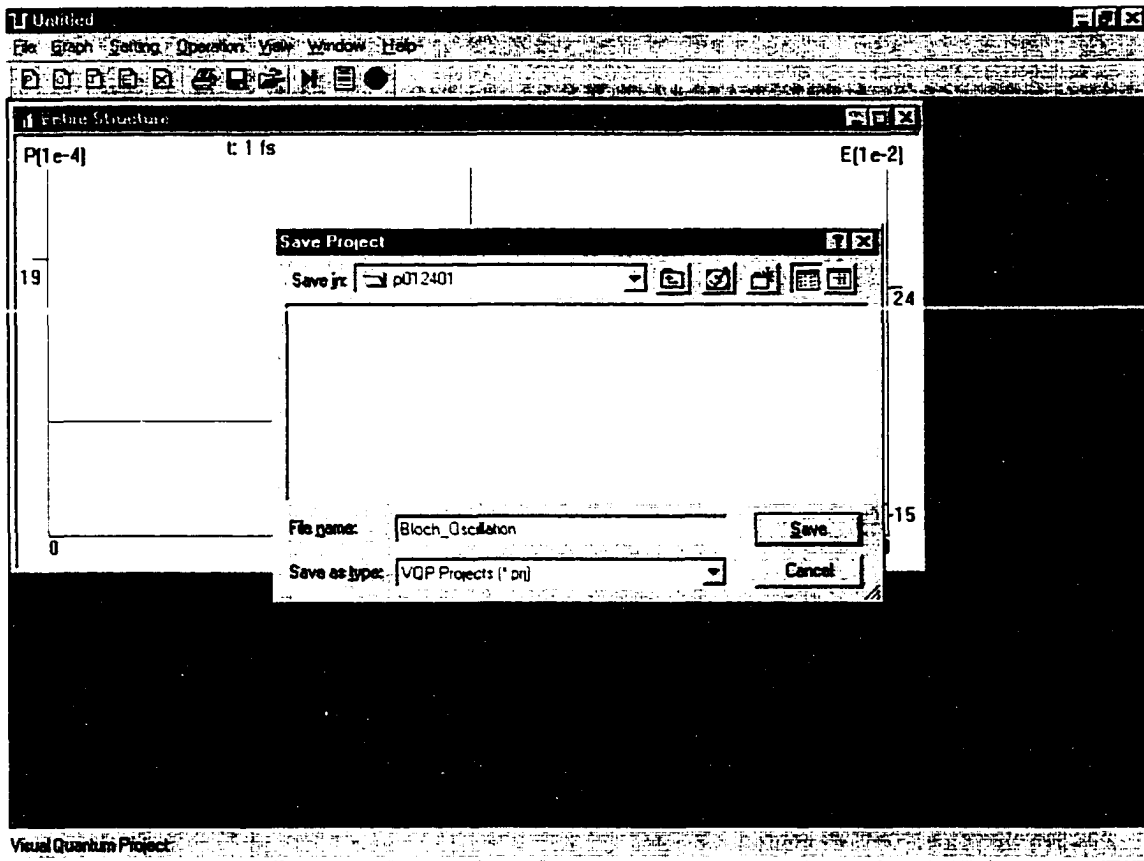 Untitled
File Graph Setting Operation View Window Help
Entire Structure
P[1e-4] t: 1 fs E[1e-2]
Save Project
Save in: p012401
19
24
File name: Bloch_Oscillation Save
-15
0
Save as type: VQP Projects (*.prj) Cancel
Visual Quantum Project